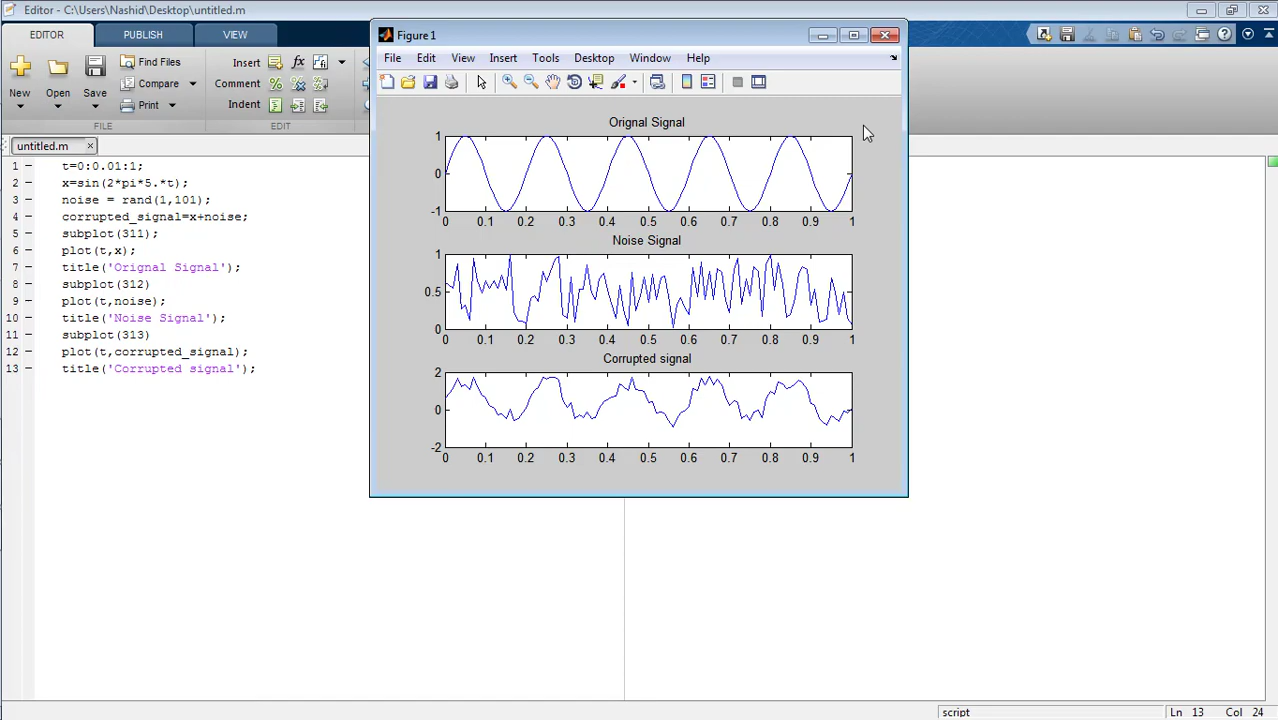 Editor - C:\Users\Nashid\Desktop\untitled.m
EDITOR PUBLISH VIEW
New Open Save
Find Files
Compare
Print
FILE
Insert
Comment
Indent
EDIT
untitled.m
1 t=0:0.01:1;
2 x=sin(2*pi*5.*t);
3 noise = rand(1,101);
4 corrupted_signal=x+noise;
5 subplot(311);
6 plot(t,x);
7 title('Orignal Signal');
8 subplot(312)
9 plot(t,noise);
10 title('Noise Signal');
11 subplot(313)
12 plot(t,corrupted_signal);
13 title('Corrupted signal');
Figure 1
File Edit View Insert Tools Desktop Window Help
Orignal Signal
1
0
-1
0 0.1 0.2 0.3 0.4 0.5 0.6 0.7 0.8 0.9 1
Noise Signal
1
0.5
0
0 0.1 0.2 0.3 0.4 0.5 0.6 0.7 0.8 0.9 1
Corrupted signal
2
0
-2
0 0.1 0.2 0.3 0.4 0.5 0.6 0.7 0.8 0.9 1
script Ln 13 Col 24